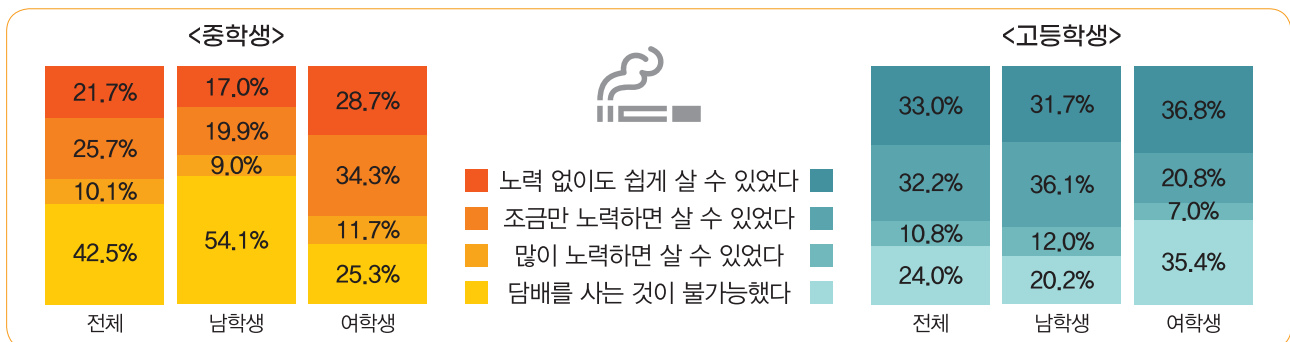 <중학생>
21.7%
25.7%
10.1%
42.5%
전체
17.0%
19.9%
9.0%
54.1%
남학생
28.7%
34.3%
11.7%
25.3%
여학생
노력 없이도 쉽게 살 수 있었다
조금만 노력하면 살 수 있었다
많이 노력하면 살 수 있었다
담배를 사는 것이 불가능했다
<고등학생>
33.0%
32.2%
10.8%
24.0%
전체
31.7%
36.1%
12.0%
20.2%
남학생
36.8%
20.8%
7.0%
35.4%
여학생